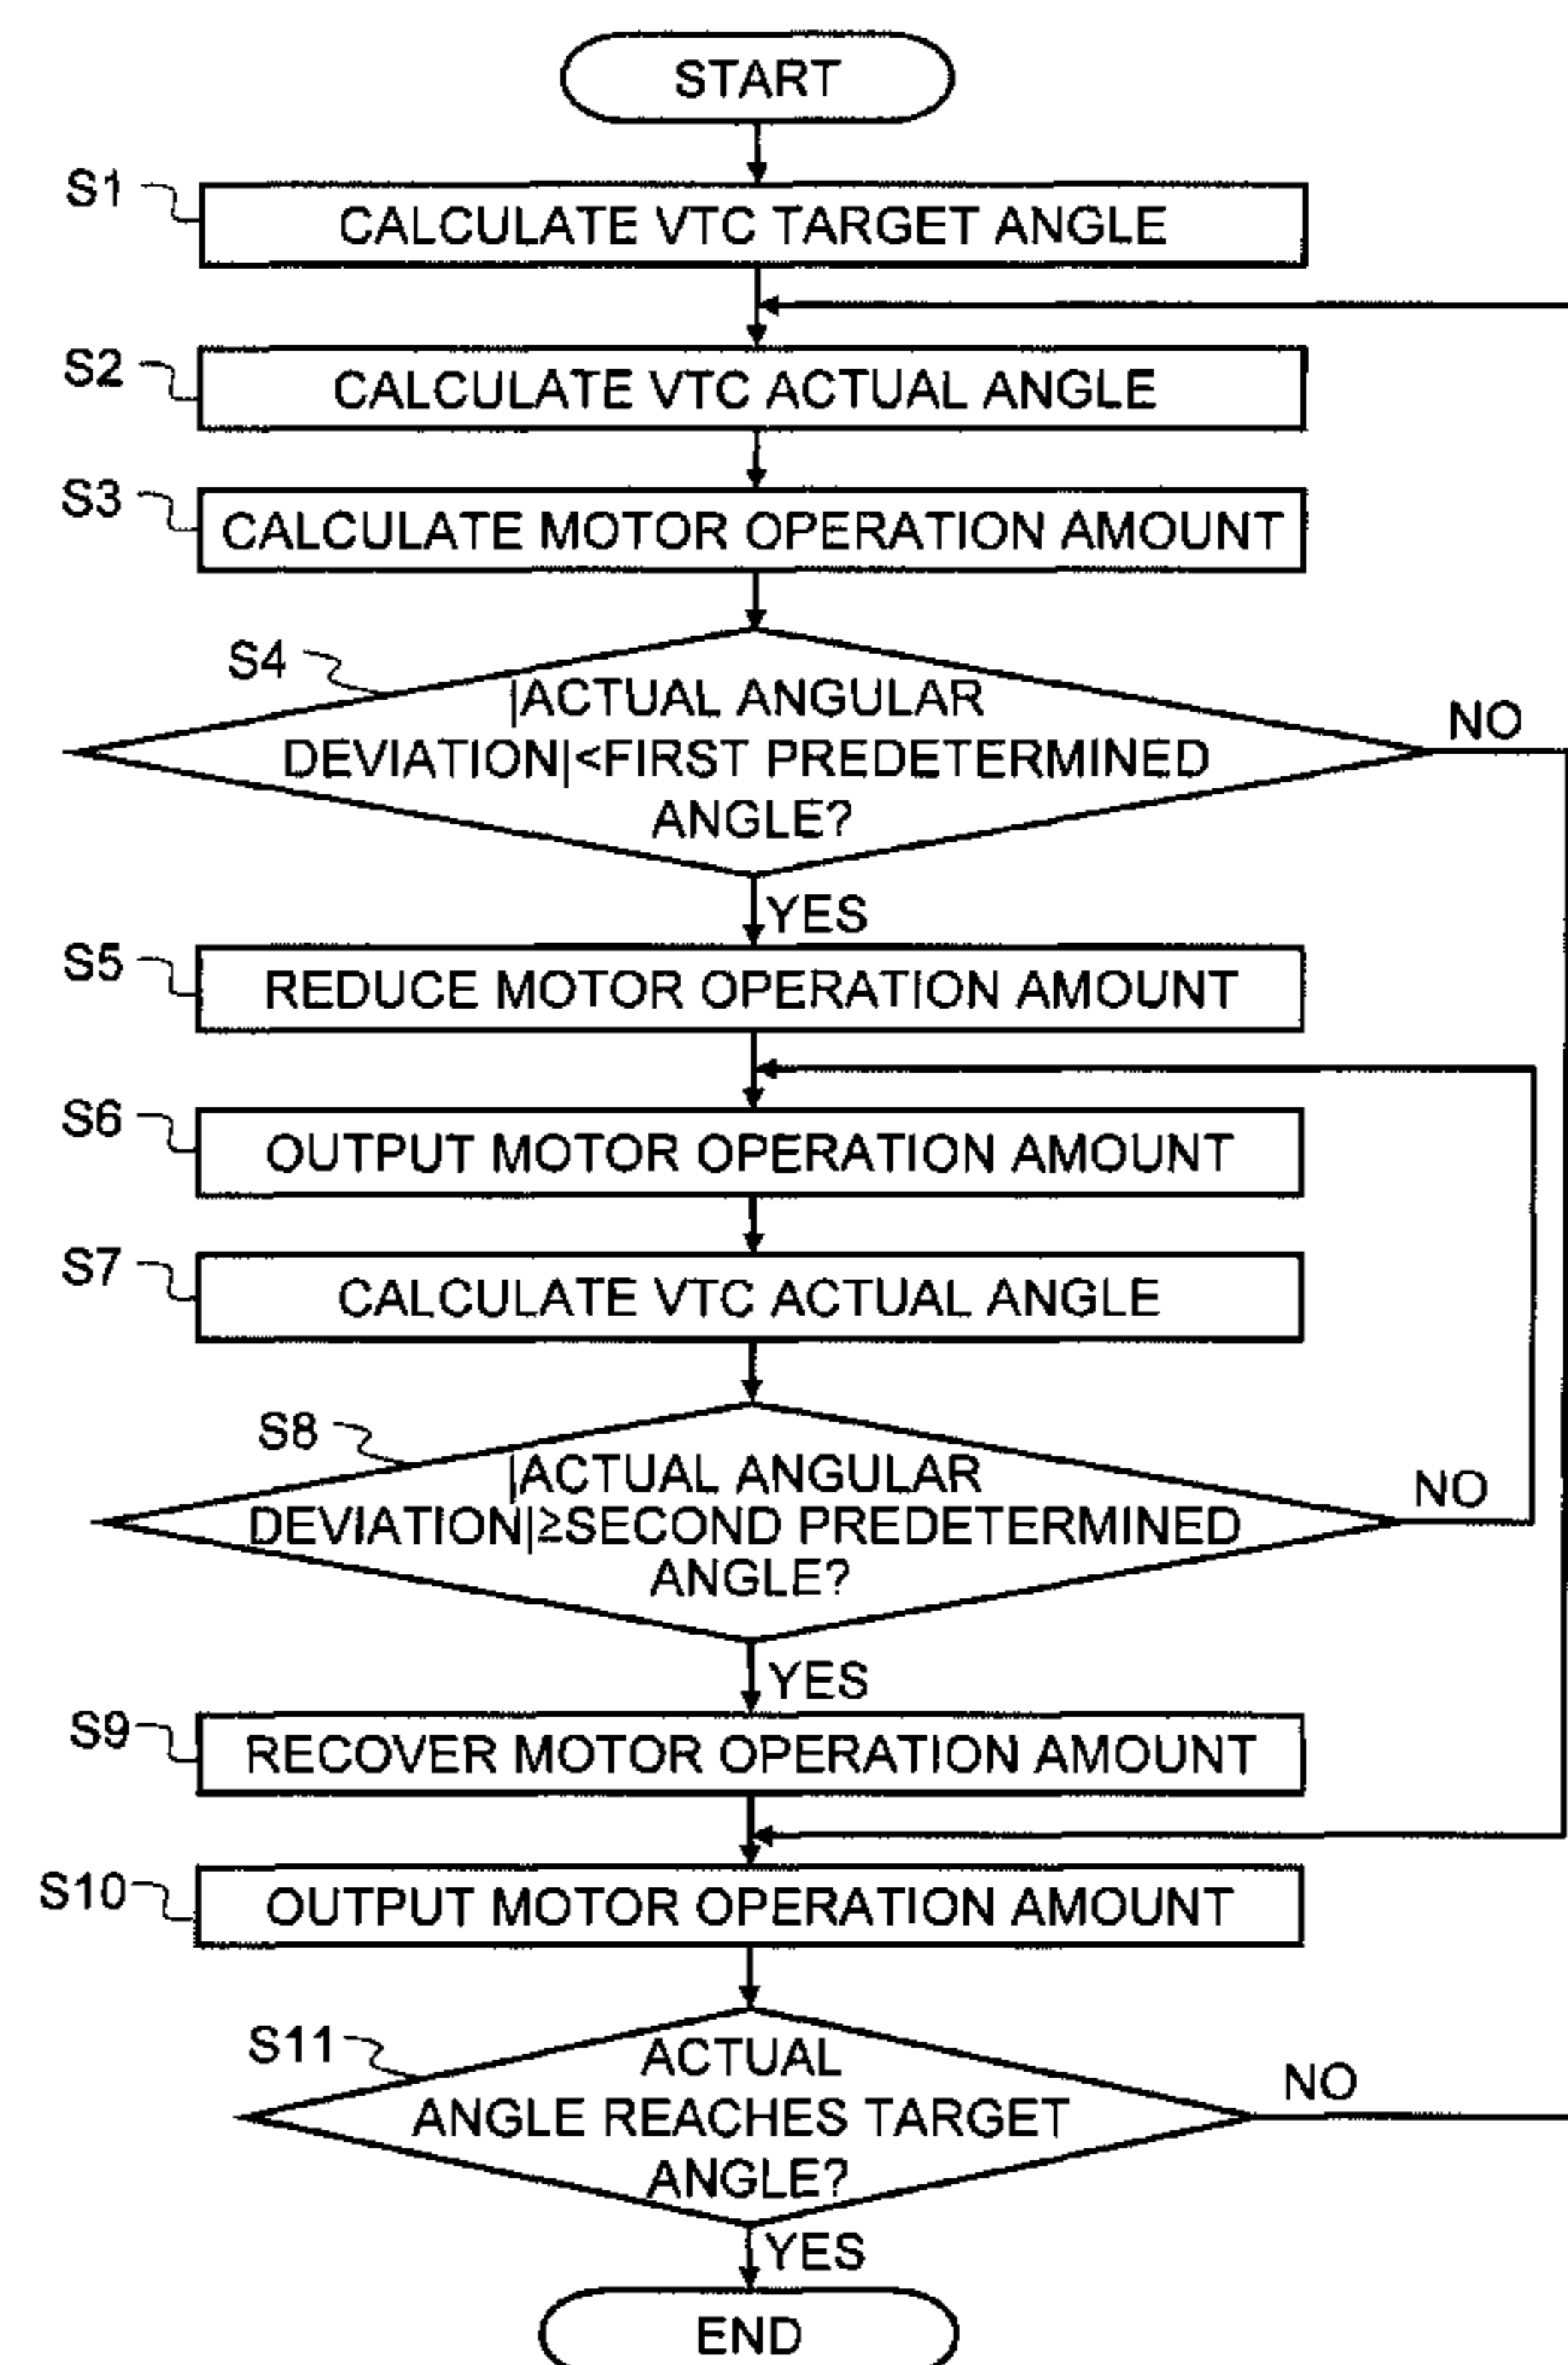 START
S1
CALCULATE VTC TARGET ANGLE
S2
CALCULATE VTC ACTUAL ANGLE
S3
CALCULATE MOTOR OPERATION AMOUNT
S4
|ACTUAL ANGULAR
DEVIATION|<FIRST PREDETERMINED
ANGLE?
NO
YES
S5
REDUCE MOTOR OPERATION AMOUNT
S6
OUTPUT MOTOR OPERATION AMOUNT
S7
CALCULATE VTC ACTUAL ANGLE
S8
|ACTUAL ANGULAR
DEVIATION|≥SECOND PREDETERMINED
ANGLE?
NO
YES
S9
RECOVER MOTOR OPERATION AMOUNT
S10
OUTPUT MOTOR OPERATION AMOUNT
S11
ACTUAL
ANGLE REACHES TARGET
ANGLE?
NO
YES
END